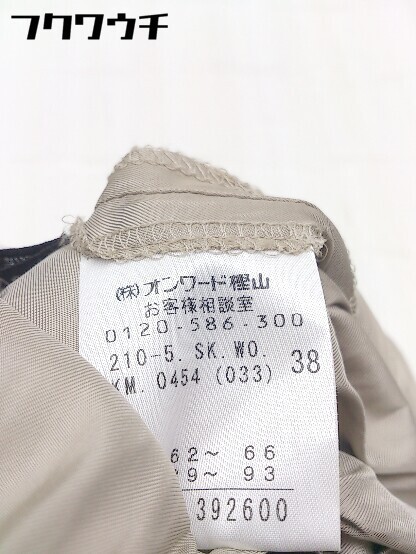 フクワウチ
(株)オンワード樫山
お客様相談室
0120-586-300
210-5. SK. WO. 38
KM. 0454 (033)
62～ 66
9～ 93
392600